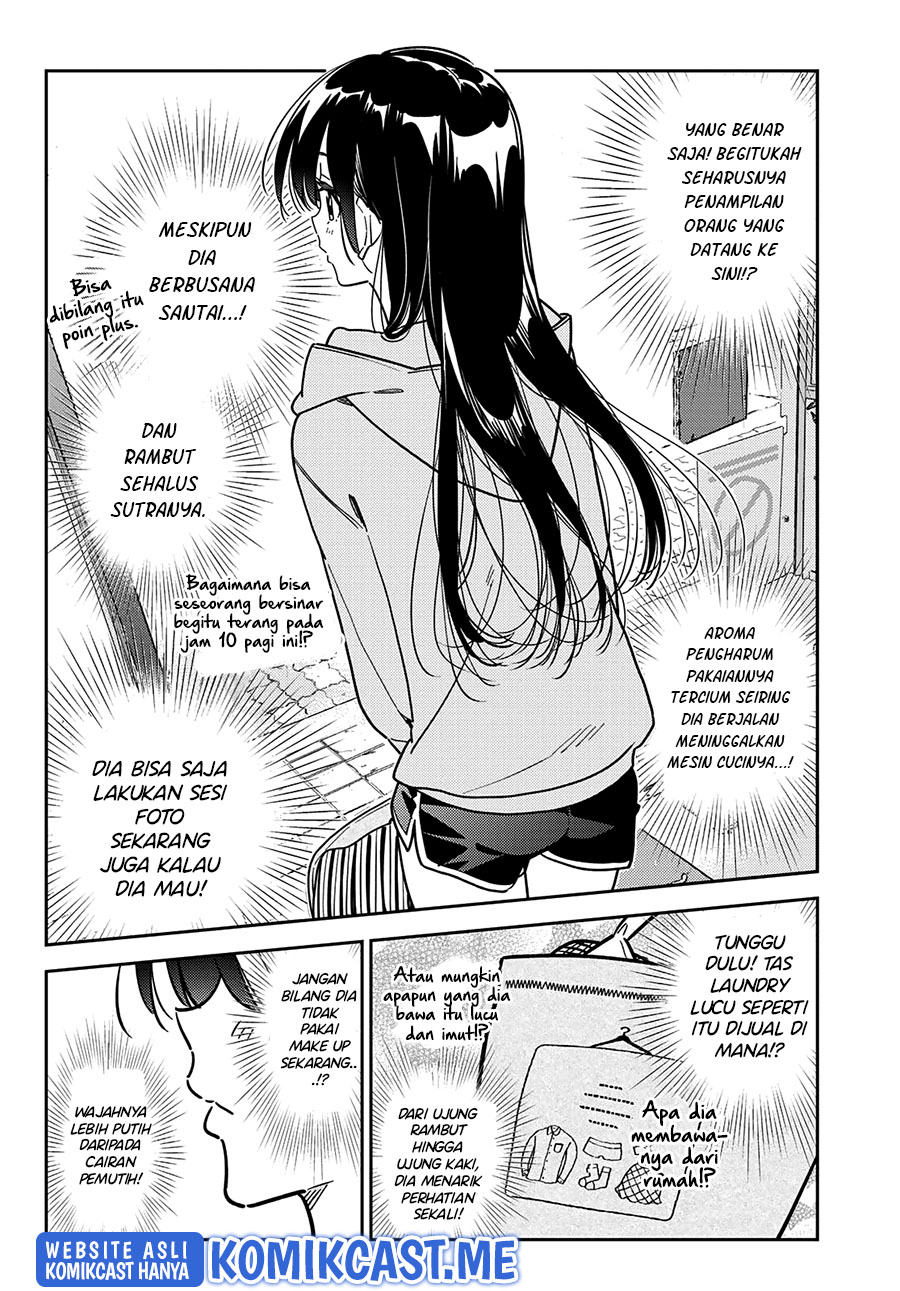 YANG BENAR
SAJA! BEGITUKAH
SEHARUSNYA
PENAMPILAN
ORANG YANG
DATANG KE
SINI!?
MESKIPUN
DIA
BERBUSANA
SANTAI...!
Bisa
dibilang itu
poin plus.
DAN
RAMBUT
SEHALUS
SUTRANYA.
Bagaimana bisa
seseorang bersinar
begitu terang pada
jam 10 pagi ini!?
AROMA
PENGHARUM
PAKAIANNYA
TERCIUM SEIRING
DIA BERJALAN
MENINGGALKAN
MESIN CUCINYA...!
DIA BISA SAJA
LAKUKAN SESI
FOTO
SEKARANG
JUGA KALAU
DIA MAU!
TUNGGU
DULU! TAS
LAUNDRY
LUCU SEPERTI
ITU DIJUAL DI
MANA!?
Atau mungkin
apapun yang dia
bawa itu lucu
dan imut!?
Apa dia
membawa-
nya dari
rumah!?
DARI UJUNG
RAMBUT
HINGGA
UJUNG KAKI,
DIA MENARIK
PERHATIAN
SEKALI!
JANGAN
BILANG DIA
TIDAK
PAKAI
MAKE UP
SEKARANG..
..!?
WAJAHNYA
LEBIH PUTIH
DARIPADA
CAIRAN
PEMUTIH!
WEBSITE ASLI
KOMIKCAST HANYA
KOMIKCAST.ME